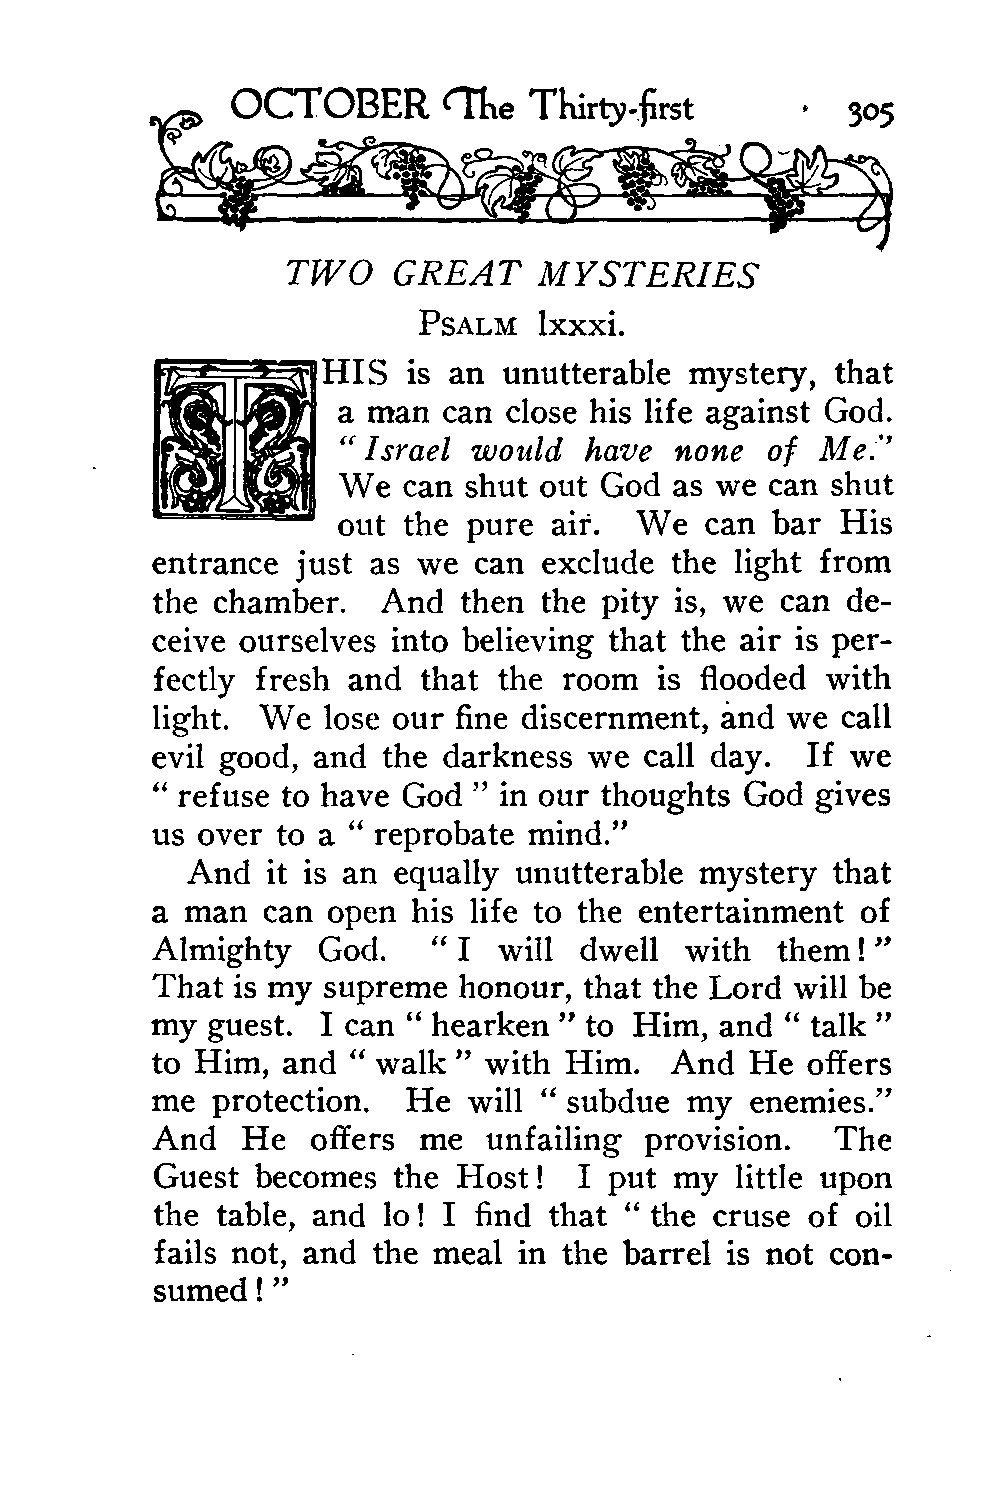 OCTOBER The Thirty-first 305
TWO GREAT MYSTERIES
PSALM lxxxi.
THIS is an unutterable mystery, that
a man can close his life against God.
“ Israel would have none of Me.”
We can shut out God as we can shut
out the pure air. We can bar His
entrance just as we can exclude the light from
the chamber. And then the pity is, we can de-
ceive ourselves into believing that the air is per-
fectly fresh and that the room is flooded with
light. We lose our fine discernment, and we call
evil good, and the darkness we call day. If we
“ refuse to have God ” in our thoughts God gives
us over to a “ reprobate mind.”
And it is an equally unutterable mystery that
a man can open his life to the entertainment of
Almighty God. “ I will dwell with them ! ”
That is my supreme honour, that the Lord will be
my guest. I can “ hearken ” to Him, and “ talk ”
to Him, and “ walk ” with Him. And He offers
me protection. He will “ subdue my enemies.”
And He offers me unfailing provision. The
Guest becomes the Host ! I put my little upon
the table, and lo ! I find that “ the cruse of oil
fails not, and the meal in the barrel is not con-
sumed ! ”